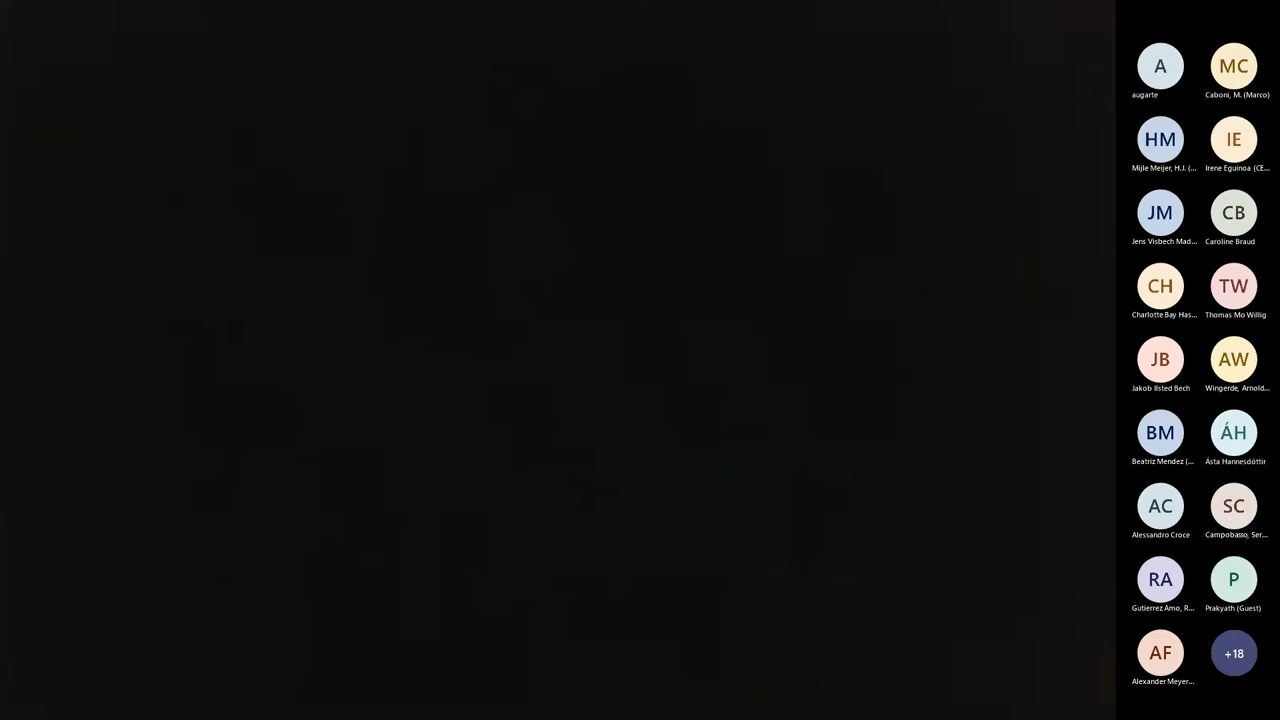 A MC
augarte Caboni, M. (Marco)
HM IE
Mijle Meijer, H.J. (... Irene Eguinoa (CE...
JM CB
Jens Visbech Mad... Caroline Braud
CH TW
Charlotte Bay Has... Thomas Mo Willig
JB AW
Jakob Ilsted Bech Wingerde, Arnold...
BM ÁH
Beatriz Mendez (... Ásta Hannesdóttir
AC SC
Alessandro Croce Campobasso, Ser...
RA P
Gutierrez Amo, R... Prakyath (Guest)
AF +18
Alexander Meyer...